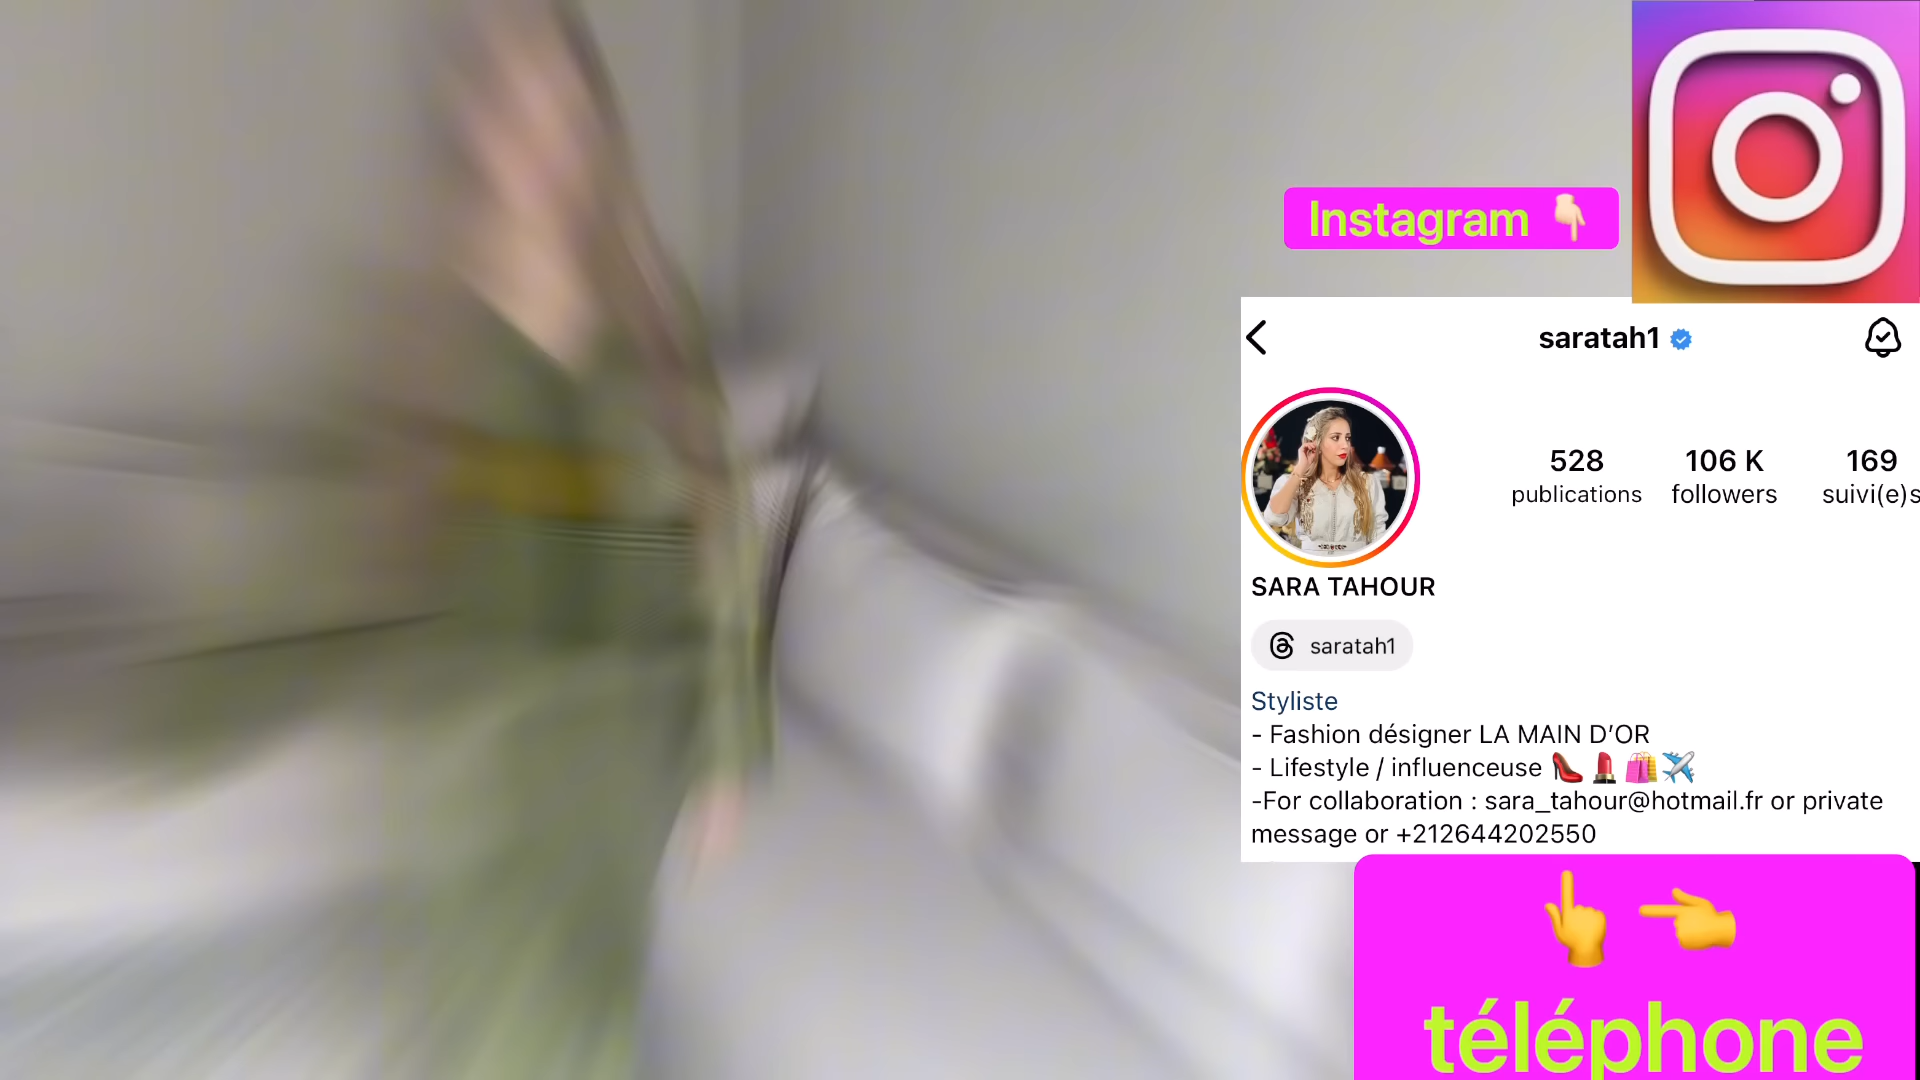 Instagram 👇🏻
saratah1
528
publications
106 K
followers
169
suivi(e)s
SARA TAHOUR
saratah1
Styliste
- Fashion désigner LA MAIN D’OR
- Lifestyle / influenceuse 👠💄🛍️✈️
-For collaboration : sara_tahour@hotmail.fr or private
message or +212644202550
👆 👈
téléphone